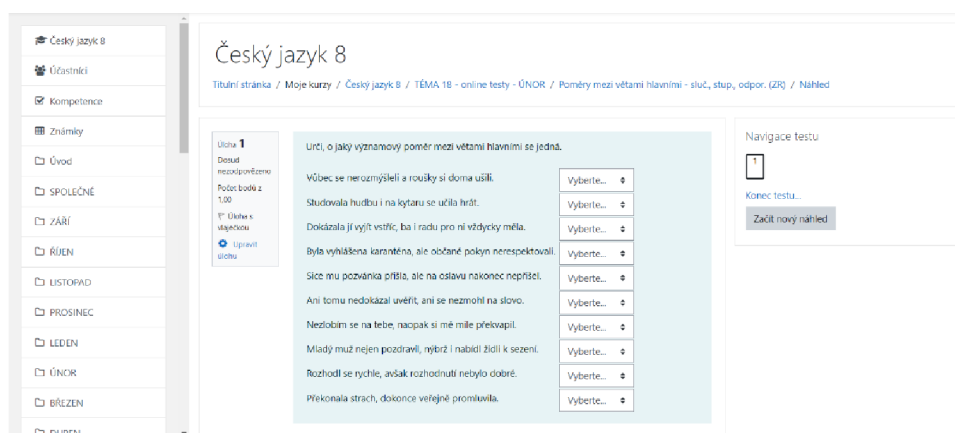 Český jazyk 8
Účastníci
Kompetence
Známky
Úvod
SPOLEČNÉ
ZÁŘÍ
ŘÍJEN
LISTOPAD
PROSINEC
LEDEN
ÚNOR
BŘEZEN
DUBEN
Český jazyk 8
Titulní stránka / Moje kurzy / Český jazyk 8 / TÉMA 18 - online testy - ÚNOR / Poměry mezi větami hlavními - sluč., stup., odpor. (ZR) / Náhled
Úloha 1
Dosud
nezodpovězeno
Počet bodů z
1,00
Úloha s
vlaječkou
Upravit
úlohu
Urči, o jaký významový poměr mezi větami hlavními se jedná.
Vůbec se nerozmýšleli a roušky si doma ušili. Vyberte...
Studovala hudbu i na kytaru se učila hrát. Vyberte...
Dokázala jí vyjít vstříc, ba i radu pro ni vždycky měla. Vyberte...
Byla vyhlášena karanténa, ale občané pokyn nerespektovali. Vyberte...
Sice mu pozvánka přišla, ale na oslavu nakonec nepřišel. Vyberte...
Ani tomu nedokázal uvěřit, ani se nezmohl na slovo. Vyberte...
Nezlobím se na tebe, naopak si mě mile překvapil. Vyberte...
Mladý muž nejen pozdravil, nýbrž i nabídl židli k sezení. Vyberte...
Rozhodl se rychle, avšak rozhodnutí nebylo dobré. Vyberte...
Překonala strach, dokonce veřejně promluvila. Vyberte...
Navigace testu
1
Konec testu...
Začít nový náhled